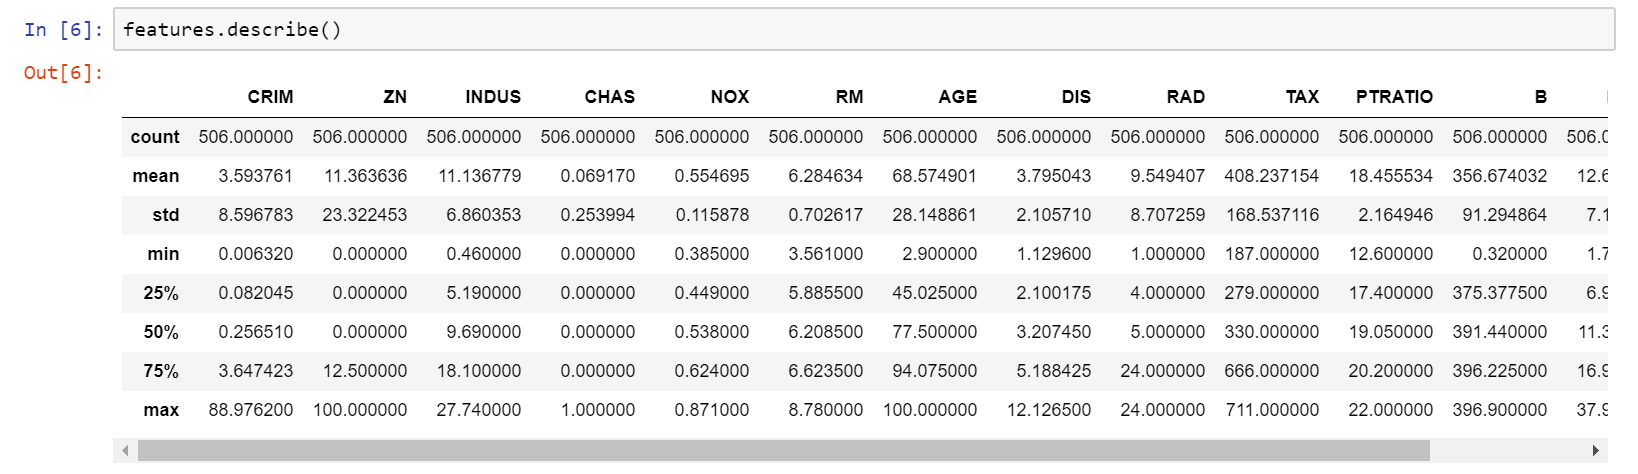 In [6]: features.describe()
Out[6]:
CRIM ZN INDUS CHAS NOX RM AGE DIS RAD TAX PTRATIO B
count 506.000000 506.000000 506.000000 506.000000 506.000000 506.000000 506.000000 506.000000 506.000000 506.000000 506.000000 506.000000 506.0
mean 3.593761 11.363636 11.136779 0.069170 0.554695 6.284634 68.574901 3.795043 9.549407 408.237154 18.455534 356.674032 12.6
std 8.596783 23.322453 6.860353 0.253994 0.115878 0.702617 28.148861 2.105710 8.707259 168.537116 2.164946 91.294864 7.1
min 0.006320 0.000000 0.460000 0.000000 0.385000 3.561000 2.900000 1.129600 1.000000 187.000000 12.600000 0.320000 1.7
25% 0.082045 0.000000 5.190000 0.000000 0.449000 5.885500 45.025000 2.100175 4.000000 279.000000 17.400000 375.377500 6.9
50% 0.256510 0.000000 9.690000 0.000000 0.538000 6.208500 77.500000 3.207450 5.000000 330.000000 19.050000 391.440000 11.3
75% 3.647423 12.500000 18.100000 0.000000 0.624000 6.623500 94.075000 5.188425 24.000000 666.000000 20.200000 396.225000 16.9
max 88.976200 100.000000 27.740000 1.000000 0.871000 8.780000 100.000000 12.126500 24.000000 711.000000 22.000000 396.900000 37.9